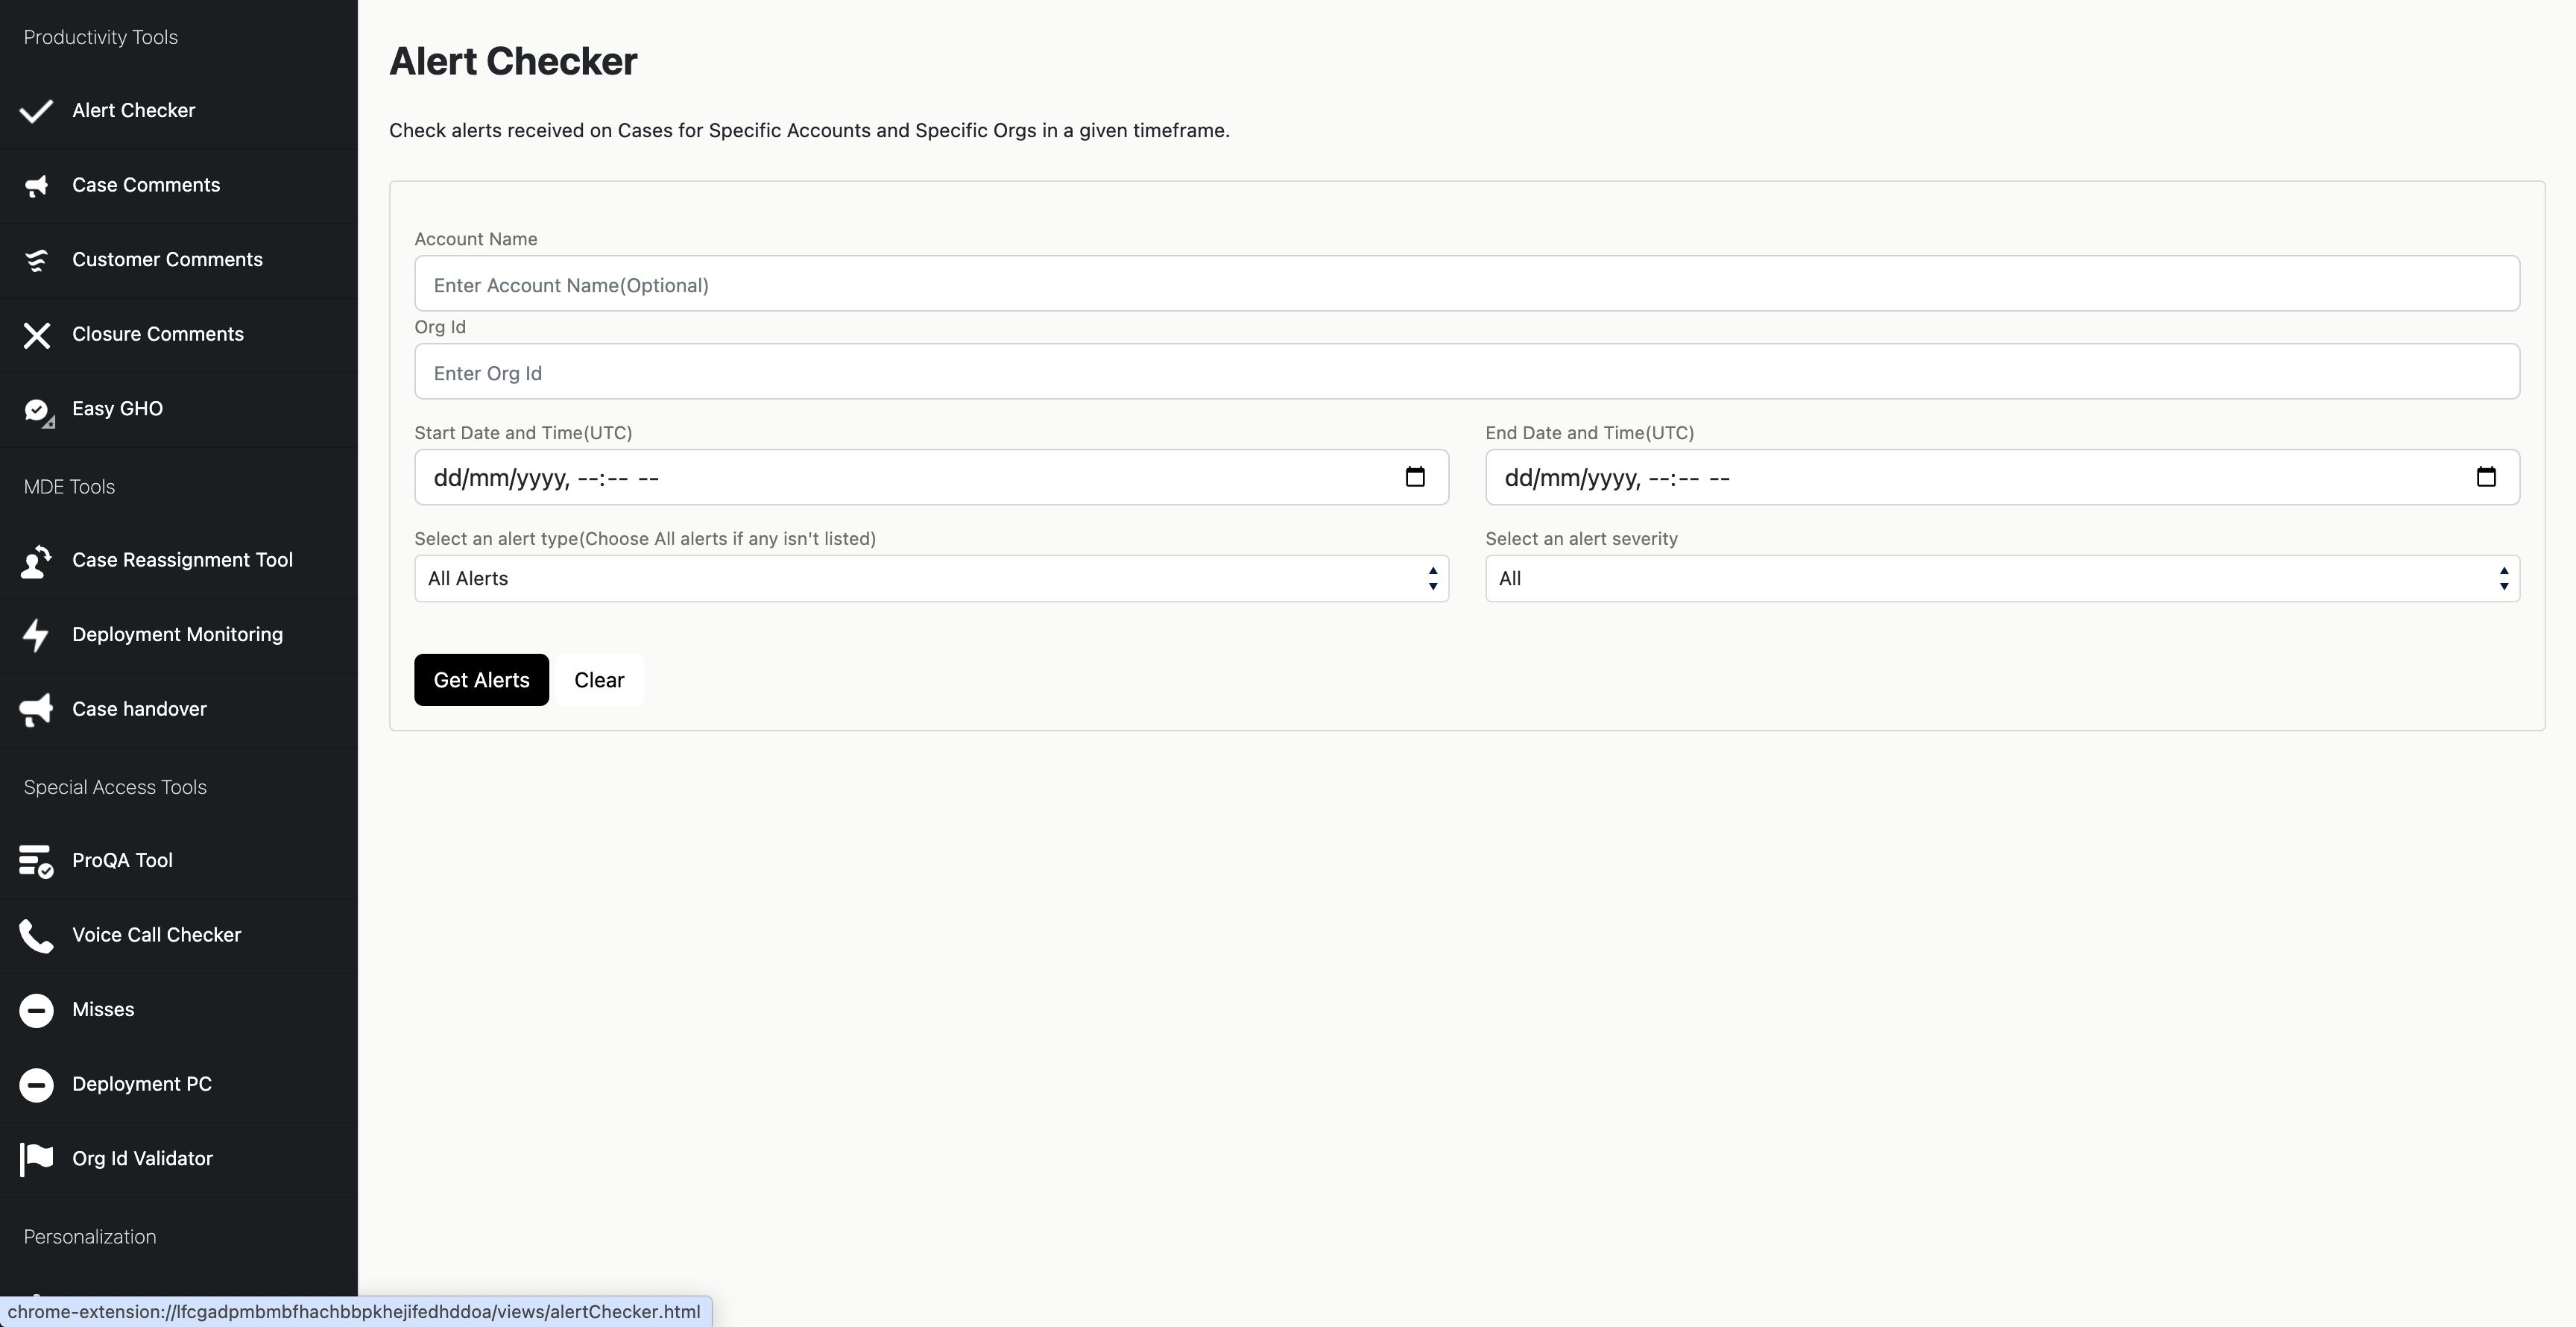 Productivity Tools
Alert Checker
Case Comments
Customer Comments
Closure Comments
Easy GHO
MDE Tools
Case Reassignment Tool
Deployment Monitoring
Case handover
Special Access Tools
ProQA Tool
Voice Call Checker
Misses
Deployment PC
Org Id Validator
Personalization
chrome-extension://lfcgadpmbmbfhachbbpkhejifedhddoa/views/alertChecker.html
Alert Checker
Check alerts received on Cases for Specific Accounts and Specific Orgs in a given timeframe.
Account Name
Enter Account Name(Optional)
Org Id
Enter Org Id
Start Date and Time(UTC)
dd/mm/yyyy, --:-- --
End Date and Time(UTC)
dd/mm/yyyy, --:-- --
Select an alert type(Choose All alerts if any isn't listed)
All Alerts
Select an alert severity
All
Get Alerts
Clear